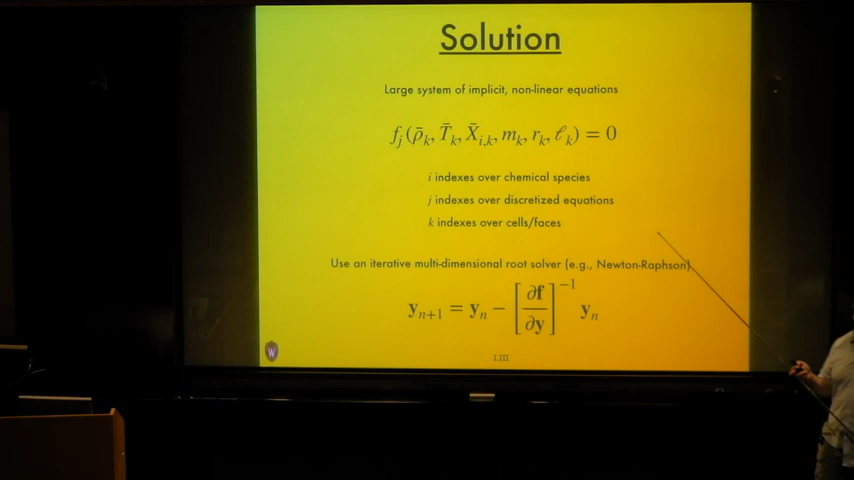 Solution
Large system of implicit, non-linear equations
f_j(ρ̄_k, T̄_k, X̄_{i,k}, m_k, r_k, ℓ_k) = 0
i indexes over chemical species
j indexes over discretized equations
k indexes over cells/faces
Use an iterative multi-dimensional root solver (e.g., Newton-Raphson)
y_{n+1} = y_n − [∂f/∂y]^{−1} y_n
W
I.III